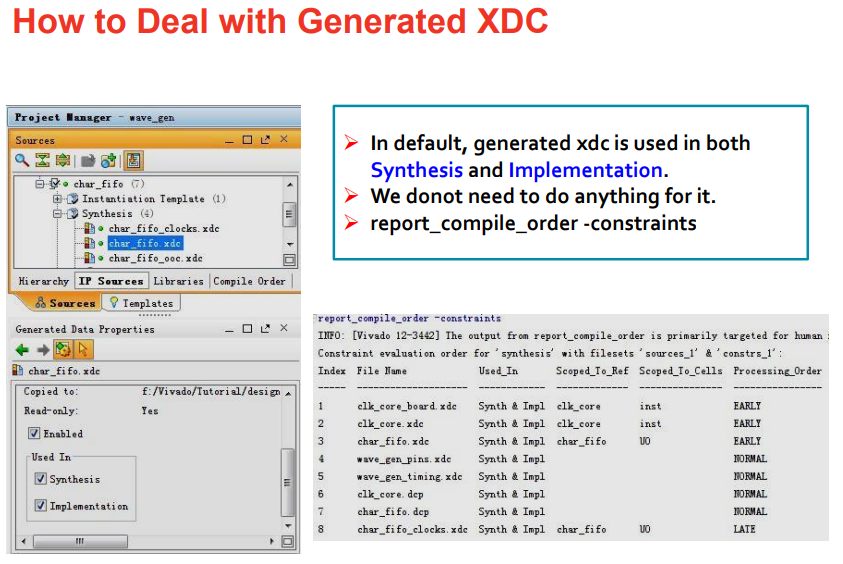 How to Deal with Generated XDC
Project Manager - wave_gen
Sources
char_fifo (7)
Instantiation Template (1)
Synthesis (4)
char_fifo_clocks.xdc
char_fifo.xdc
char_fifo_ooc.xdc
Hierarchy IP Sources Libraries Compile Order
Sources Templates
Generated Data Properties
char_fifo.xdc
Copied to: f:/Vivado/Tutorial/design
Read-only: Yes
Enabled
Used In
Synthesis
Implementation
In default, generated xdc is used in both
Synthesis and Implementation.
We donot need to do anything for it.
report_compile_order -constraints
report_compile_order -constraints
INFO: [Vivado 12-3442] The output from report_compile_order is primarily targeted for human
Constraint evaluation order for 'synthesis' with filesets 'sources_1' & 'constrs_1':
Index File Name Used_In Scoped_To_Ref Scoped_To_Cells Processing_Order
1 clk_core_board.xdc Synth & Impl clk_core inst EARLY
2 clk_core.xdc Synth & Impl clk_core inst EARLY
3 char_fifo.xdc Synth & Impl char_fifo U0 EARLY
4 wave_gen_pins.xdc Synth & Impl NORMAL
5 wave_gen_timing.xdc Synth & Impl NORMAL
6 clk_core.dcp Synth & Impl NORMAL
7 char_fifo.dcp Synth & Impl NORMAL
8 char_fifo_clocks.xdc Synth & Impl char_fifo U0 LATE